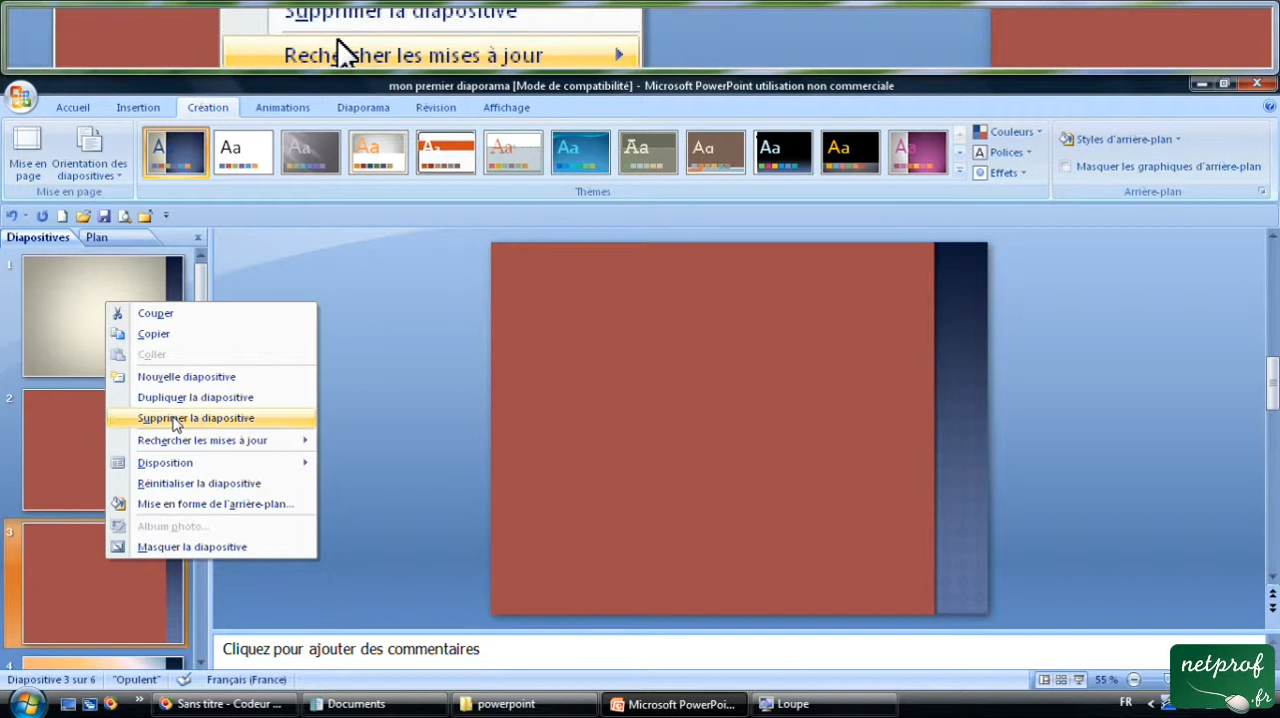 Supprimer la diapositive
Rechercher les mises à jour
mon premier diaporama [Mode de compatibilité] - Microsoft PowerPoint utilisation non commerciale
Accueil Insertion Création Animations Diaporama Révision Affichage
Mise en page
Orientation des diapositives
Mise en page
Aa Aa Aa Aa Aa Aa Aa Aa Aa Aa Aa Aa
Thèmes
Couleurs
Polices
Effets
Styles d'arrière-plan
Masquer les graphiques d'arrière-plan
Arrière-plan
Diapositives Plan
1
2
3
4
Couper
Copier
Coller
Nouvelle diapositive
Dupliquer la diapositive
Supprimer la diapositive
Rechercher les mises à jour
Disposition
Réinitialiser la diapositive
Mise en forme de l'arrière-plan...
Album photo...
Masquer la diapositive
Cliquez pour ajouter des commentaires
Diapositive 3 sur 6 "Opulent" Français (France) 55 %
Sans titre - Codeur ... Documents powerpoint Microsoft PowerPoi... Loupe FR
netprof
.fr